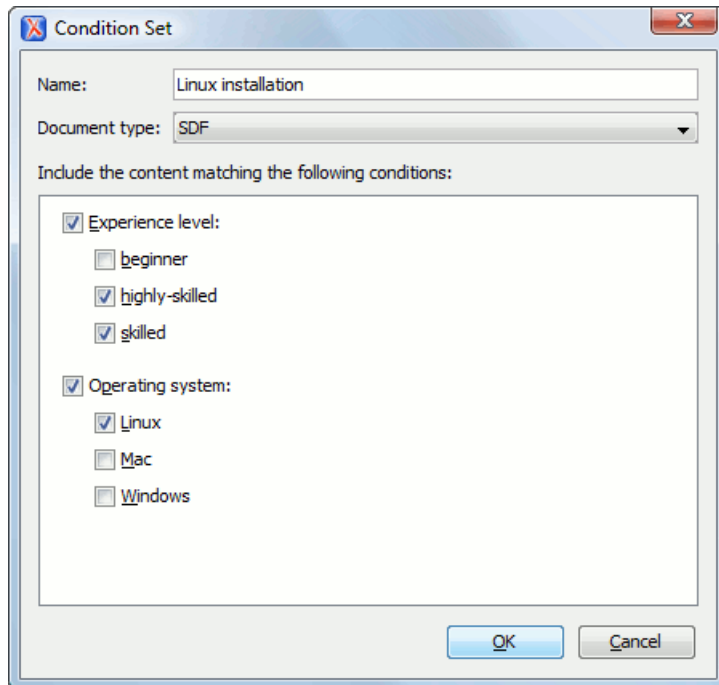 Condition Set
Name: Linux installation
Document type: SDF
Include the content matching the following conditions:
Experience level:
beginner
highly-skilled
skilled
Operating system:
Linux
Mac
Windows
OK Cancel